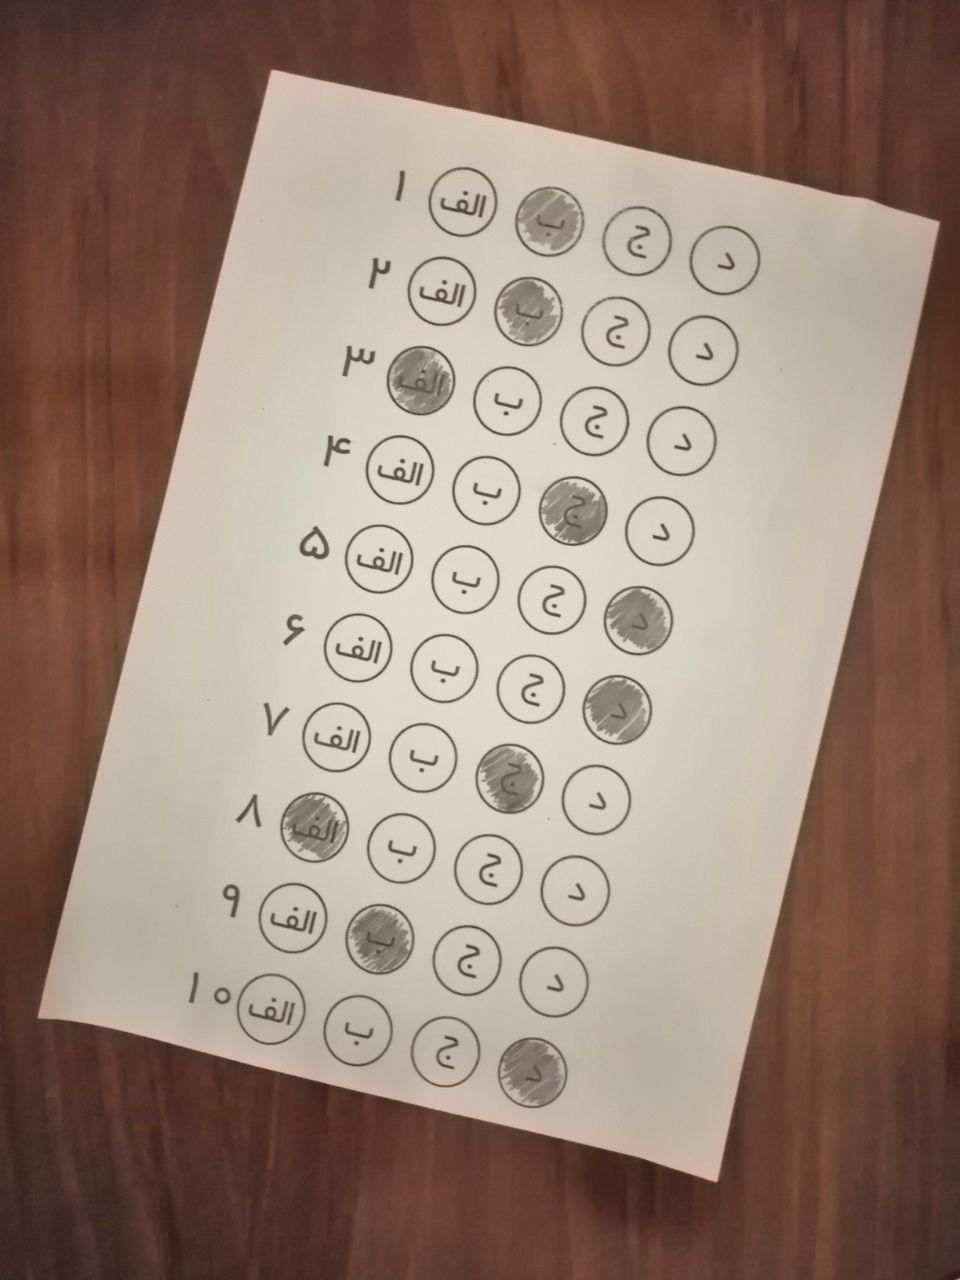 ۱ الف ب ج د
۲ الف ب ج د
۳ الف ب ج د
۴ الف ب ج د
۵ الف ب ج د
۶ الف ب ج د
۷ الف ب ج د
۸ الف ب ج د
۹ الف ب ج د
۱۰ الف ب ج د